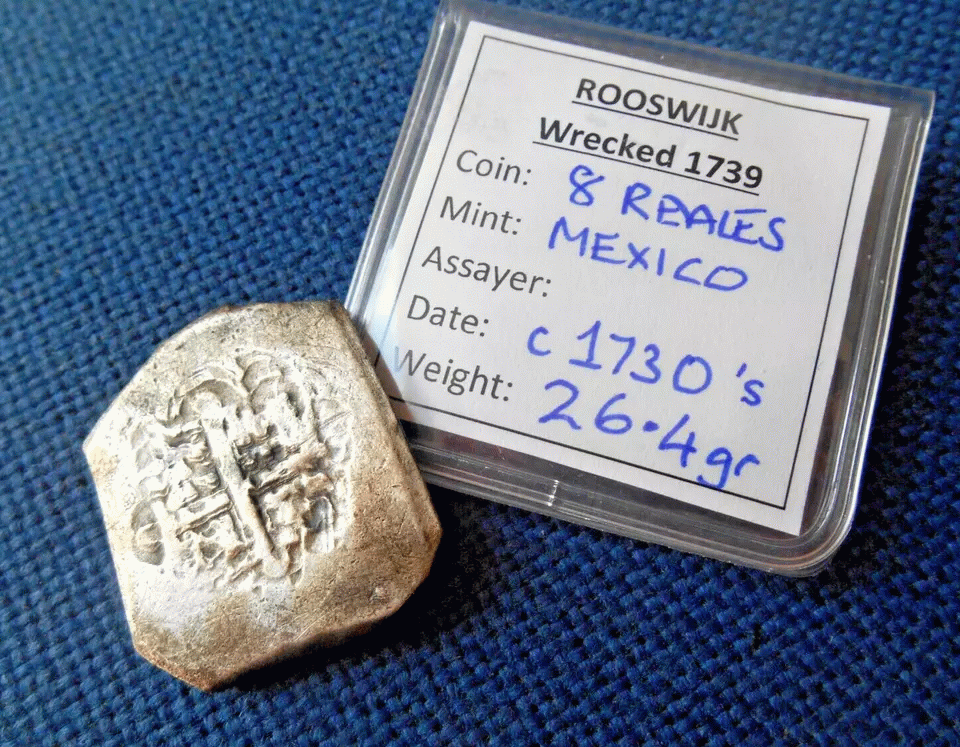 ROOSWIJK
Wrecked 1739
Coin: 8 REALES
Mint: MEXICO
Assayer:
Date: c 1730's
Weight: 26.4gr